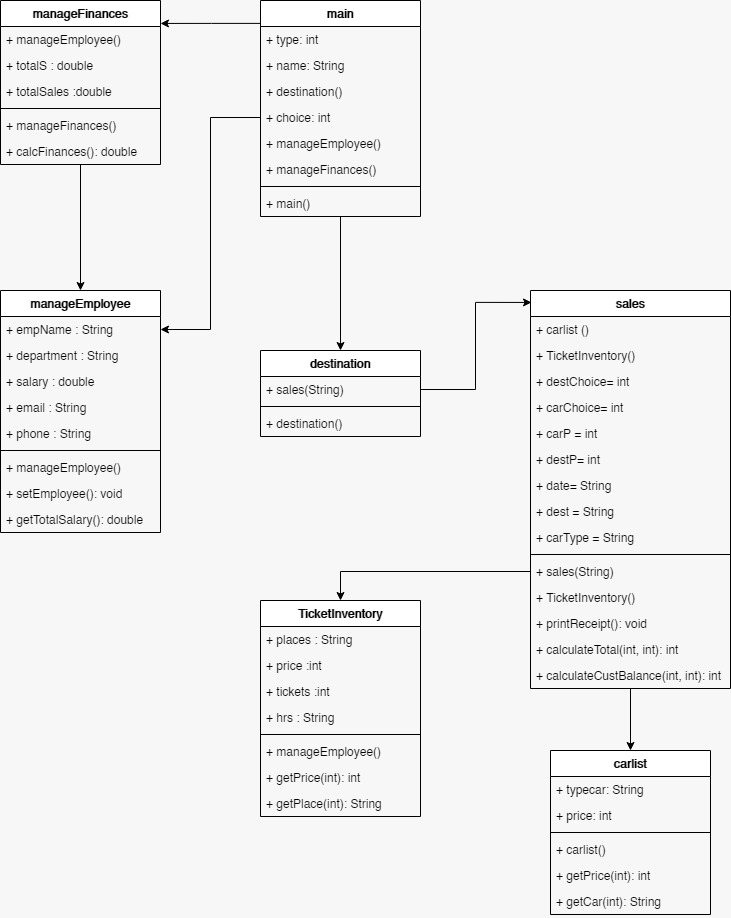 manageFinances
+ manageEmployee()
+ totalS : double
+ totalSales :double
+ manageFinances()
+ calcFinances(): double
main
+ type: int
+ name: String
+ destination()
+ choice: int
+ manageEmployee()
+ manageFinances()
+ main()
manageEmployee
+ empName : String
+ department : String
+ salary : double
+ email : String
+ phone : String
+ manageEmployee()
+ setEmployee(): void
+ getTotalSalary(): double
destination
+ sales(String)
+ destination()
sales
+ carlist ()
+ TicketInventory()
+ destChoice= int
+ carChoice= int
+ carP = int
+ destP= int
+ date= String
+ dest = String
+ carType = String
+ sales(String)
+ TicketInventory()
+ printReceipt(): void
+ calculateTotal(int, int): int
+ calculateCustBalance(int, int): int
TicketInventory
+ places : String
+ price :int
+ tickets :int
+ hrs : String
+ manageEmployee()
+ getPrice(int): int
+ getPlace(int): String
carlist
+ typecar: String
+ price: int
+ carlist()
+ getPrice(int): int
+ getCar(int): String